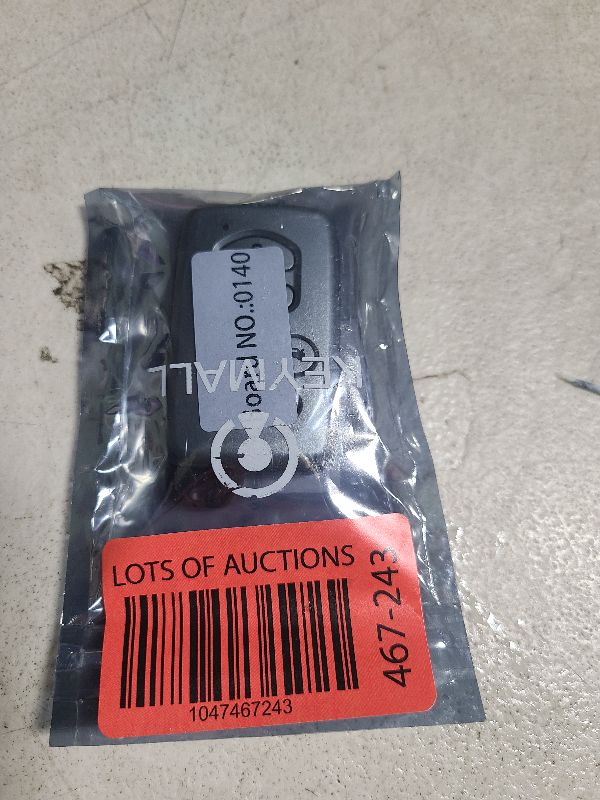 Board NO.:0140
KEYMALL
LOTS OF AUCTIONS
467-243
1047467243